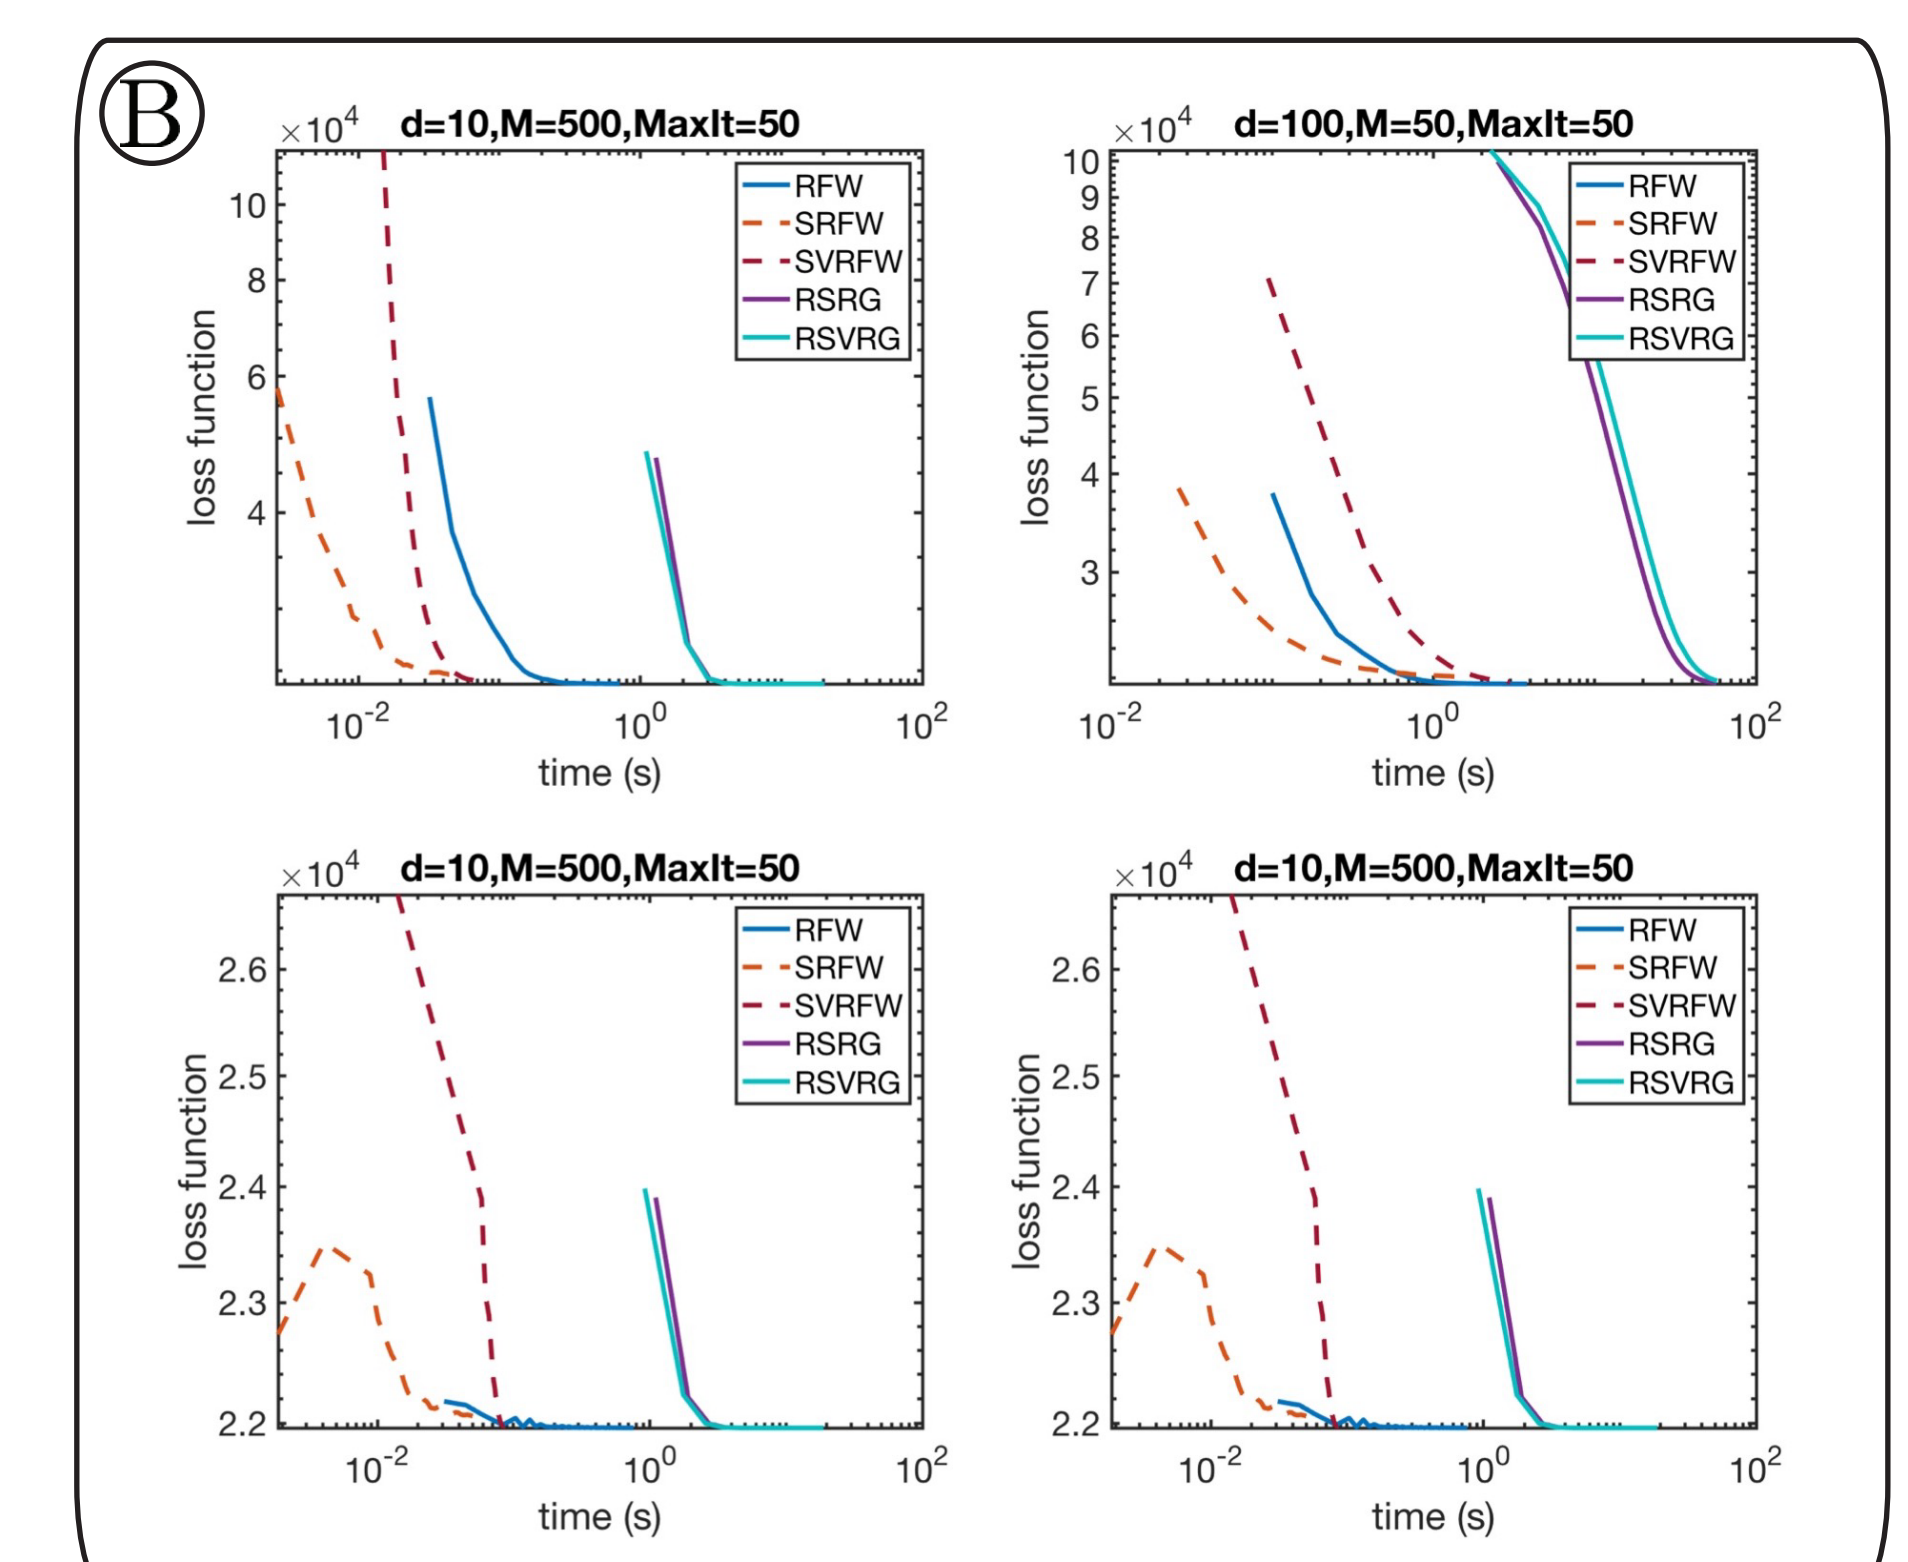 B
×10^4 d=10,M=500,MaxIt=50
10
8
6
4
loss function
RFW
SRFW
SVRFW
RSRG
RSVRG
10^-2 10^0 10^2
time (s)
×10^4 d=100,M=50,MaxIt=50
10
9
8
7
6
5
4
3
loss function
RFW
SRFW
SVRFW
RSRG
RSVRG
10^-2 10^0 10^2
time (s)
×10^4 d=10,M=500,MaxIt=50
2.6
2.5
2.4
2.3
2.2
loss function
RFW
SRFW
SVRFW
RSRG
RSVRG
10^-2 10^0 10^2
time (s)
×10^4 d=10,M=500,MaxIt=50
2.6
2.5
2.4
2.3
2.2
loss function
RFW
SRFW
SVRFW
RSRG
RSVRG
10^-2 10^0 10^2
time (s)